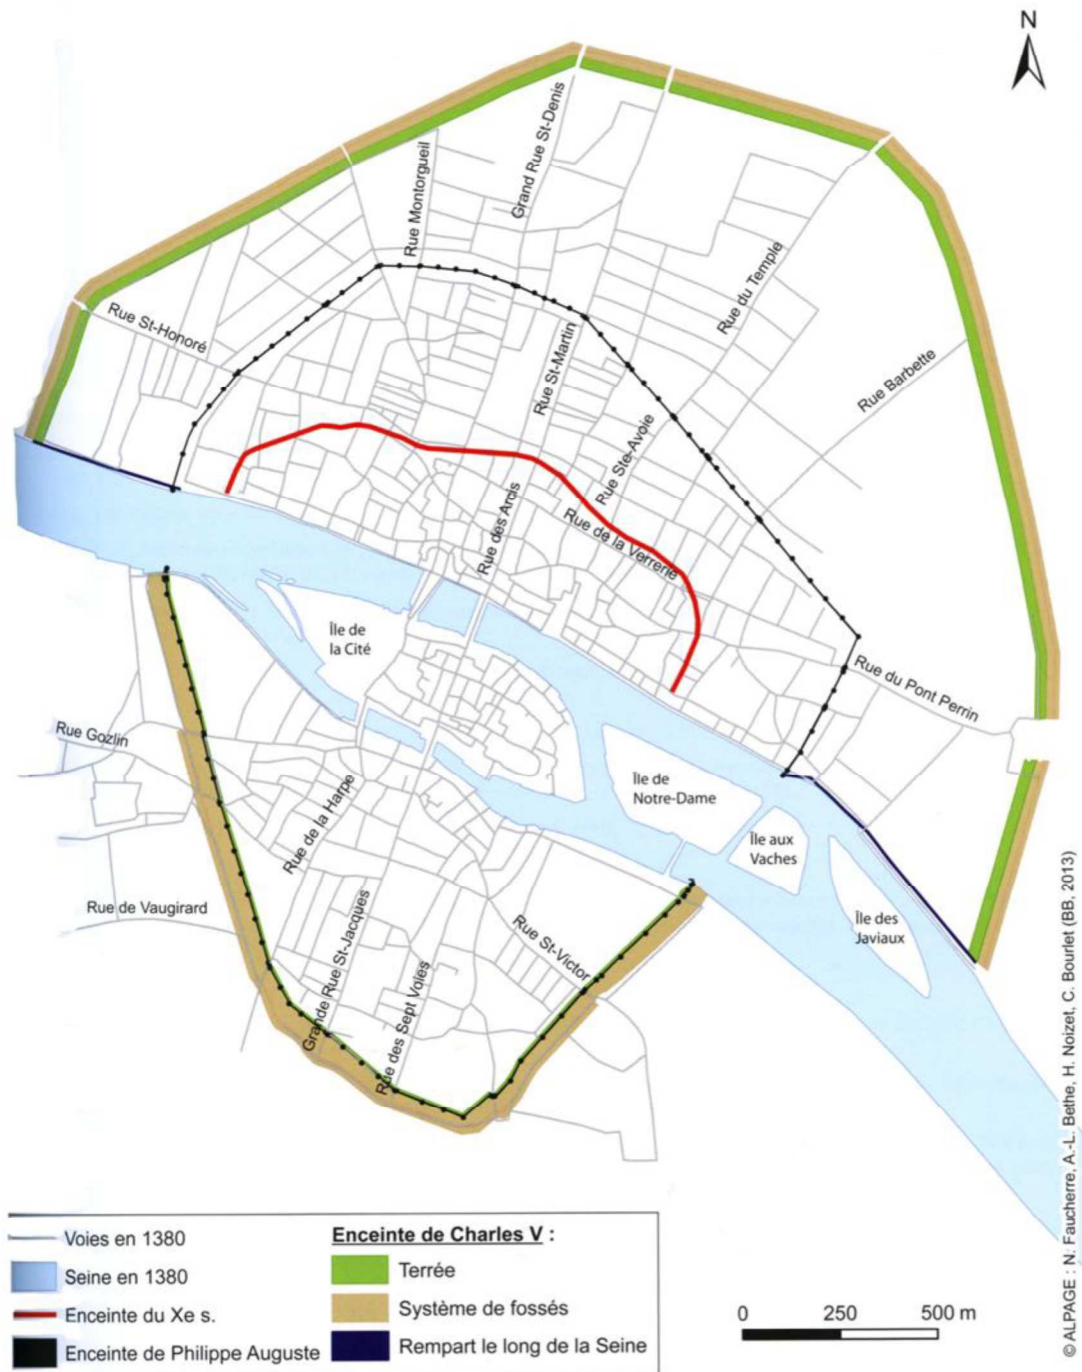 N
Grand Rue St-Denis
Rue Montorgueil
Rue du Temple
Rue St-Honoré
Rue St-Martin
Rue Barbette
Rue Ste-Avoie
Rue des Arcis
Rue de la Verrerie
Île de
la Cité
Rue du Pont Perrin
Rue Gozlin
Île de
Notre-Dame
Rue de la Harpe
Île aux
Vaches
Rue de Vaugirard
Grande Rue St-Jacques
Rue des Sept Voies
Rue St-Victor
Île des
Javiaux
Voies en 1380
Seine en 1380
Enceinte du Xe s.
Enceinte de Philippe Auguste
Enceinte de Charles V :
Terrée
Système de fossés
Rempart le long de la Seine
0 250 500 m
© ALPAGE : N. Faucherre, A.-L. Bethe, H. Noizet, C. Bourlet (BB, 2013)